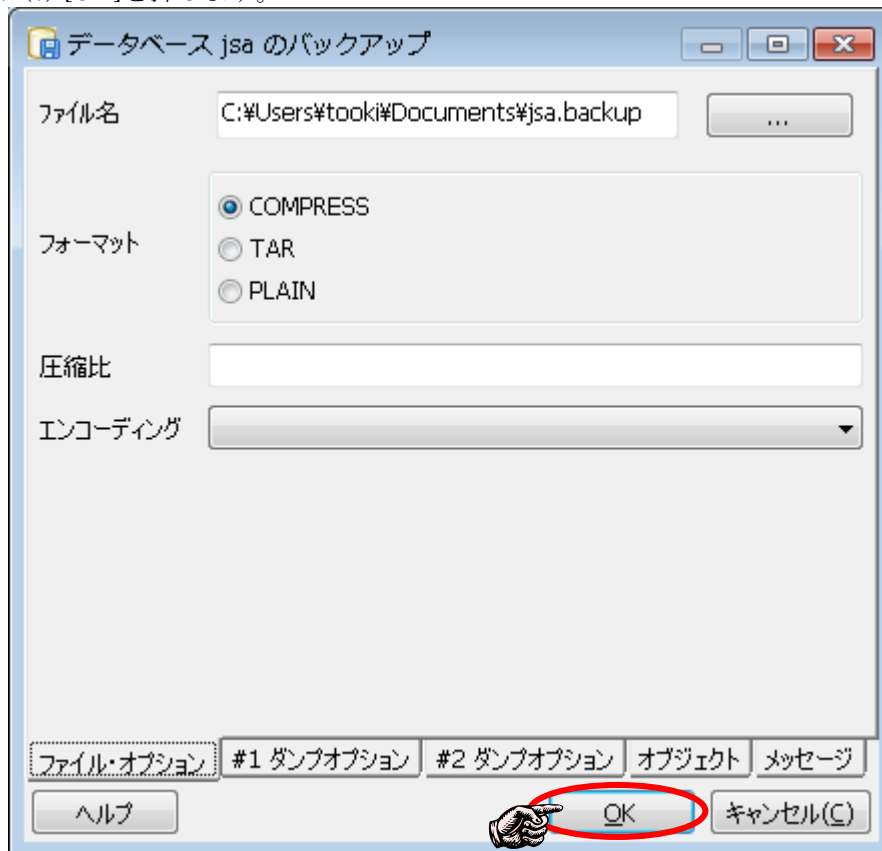 データベース jsa のバックアップ
ファイル名
C:¥Users¥tooki¥Documents¥jsa.backup
...
フォーマット
COMPRESS
TAR
PLAIN
圧縮比
エンコーディング
ファイル・オプション #1 ダンプオプション #2 ダンプオプション オブジェクト メッセージ
ヘルプ OK キャンセル(C)